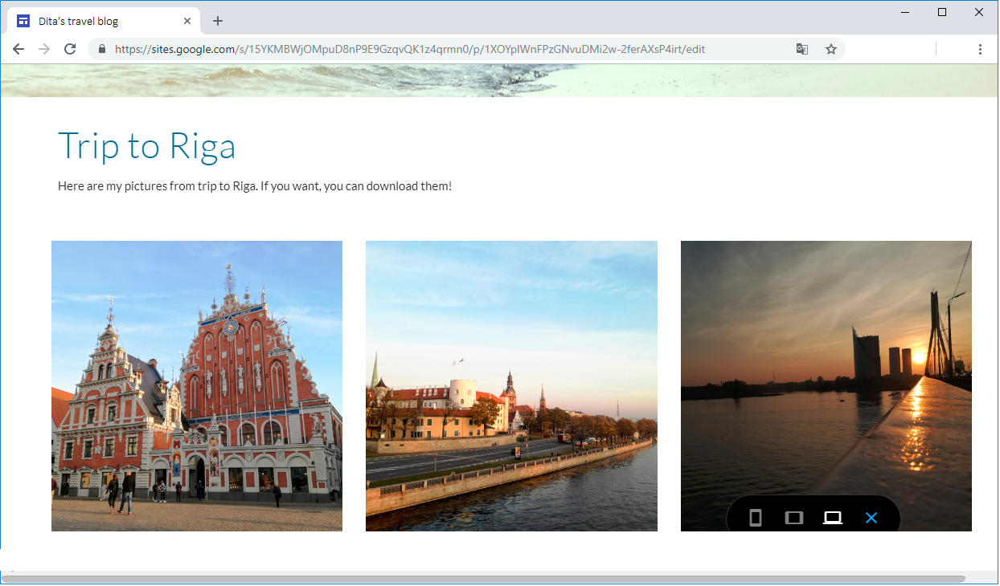 Dita's travel blog
https://sites.google.com/s/15YKMBWjOMpuD8nP9E9GzqvQK1z4qrmn0/p/1XOYplWnFPzGNvuDMi2w-2ferAXsP4irt/edit
Trip to Riga
Here are my pictures from trip to Riga. If you want, you can download them!